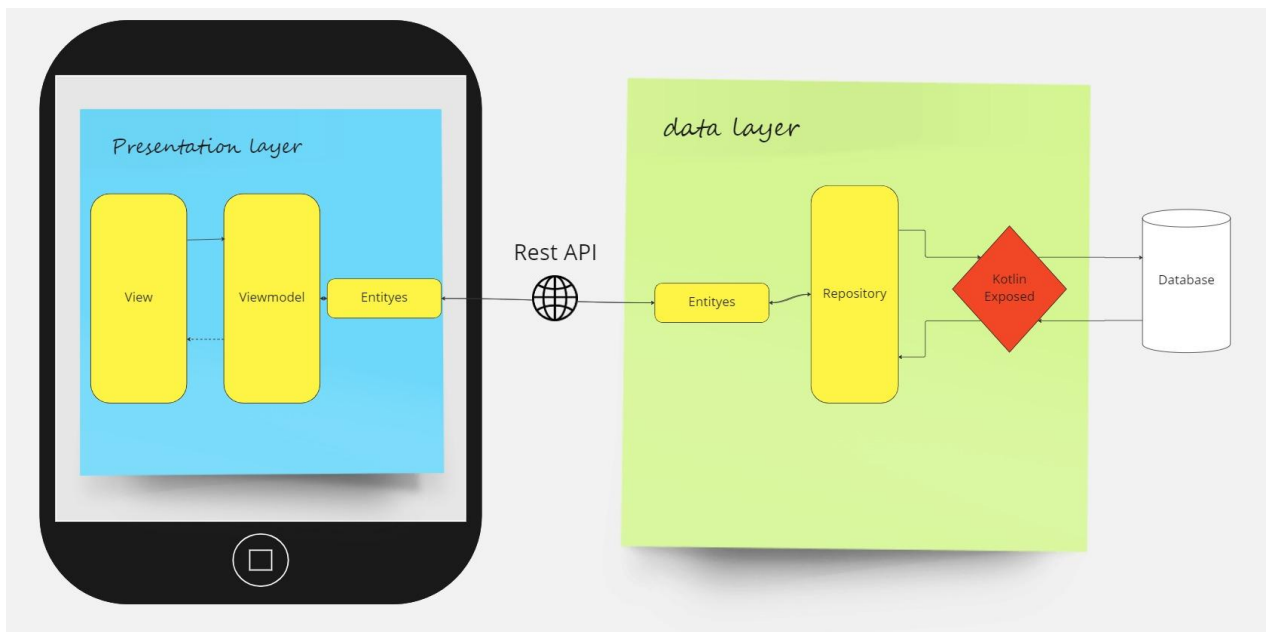 Presentation layer
View
Viewmodel
Entityes
Rest API
data layer
Entityes
Repository
Kotlin
Exposed
Database